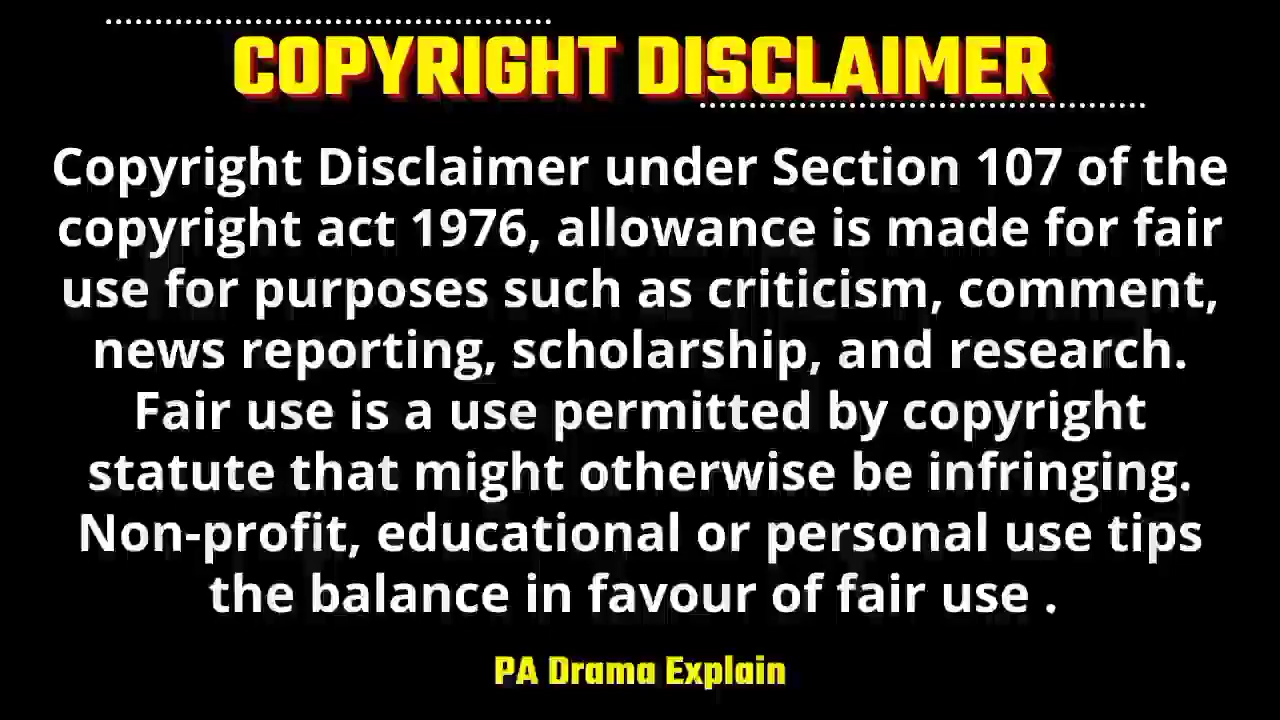 COPYRIGHT DISCLAIMER
Copyright Disclaimer under Section 107 of the
copyright act 1976, allowance is made for fair
use for purposes such as criticism, comment,
news reporting, scholarship, and research.
Fair use is a use permitted by copyright
statute that might otherwise be infringing.
Non-profit, educational or personal use tips
the balance in favour of fair use .
PA Drama Explain